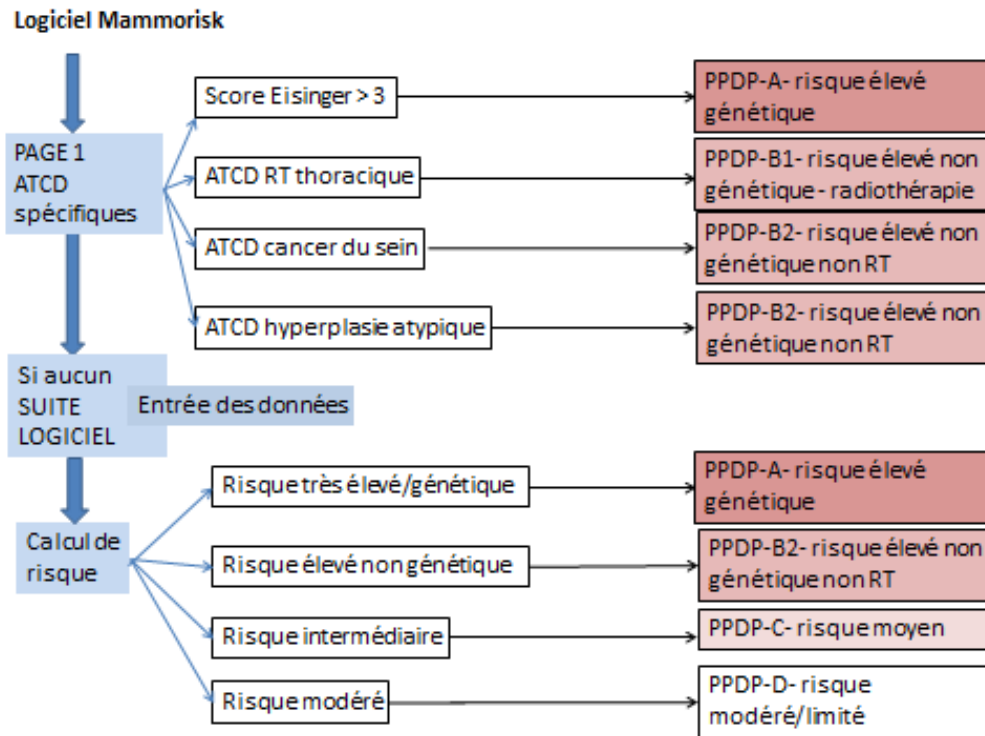 Logiciel Mammorisk
Score Eisinger > 3
PPDP-A- risque élevé
génétique
PAGE 1
ATCD
spécifiques
ATCD RT thoracique
PPDP-B1- risque élevé non
génétique - radiothérapie
ATCD cancer du sein
PPDP-B2- risque élevé non
génétique non RT
ATCD hyperplasie atypique
PPDP-B2- risque élevé non
génétique non RT
Si aucun
SUITE
LOGICIEL
Entrée des données
Risque très élevé/génétique
PPDP-A- risque élevé
génétique
Calcul de
risque
Risque élevé non génétique
PPDP-B2- risque élevé non
génétique non RT
Risque intermédiaire
PPDP-C- risque moyen
Risque modéré
PPDP-D- risque
modéré/limité